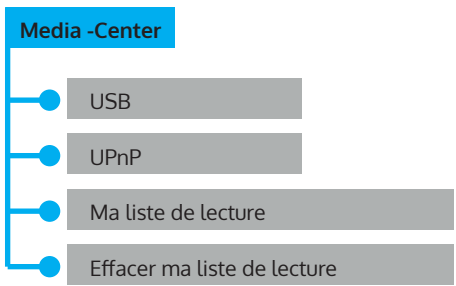 Media -Center
USB
UPnP
Ma liste de lecture
Effacer ma liste de lecture